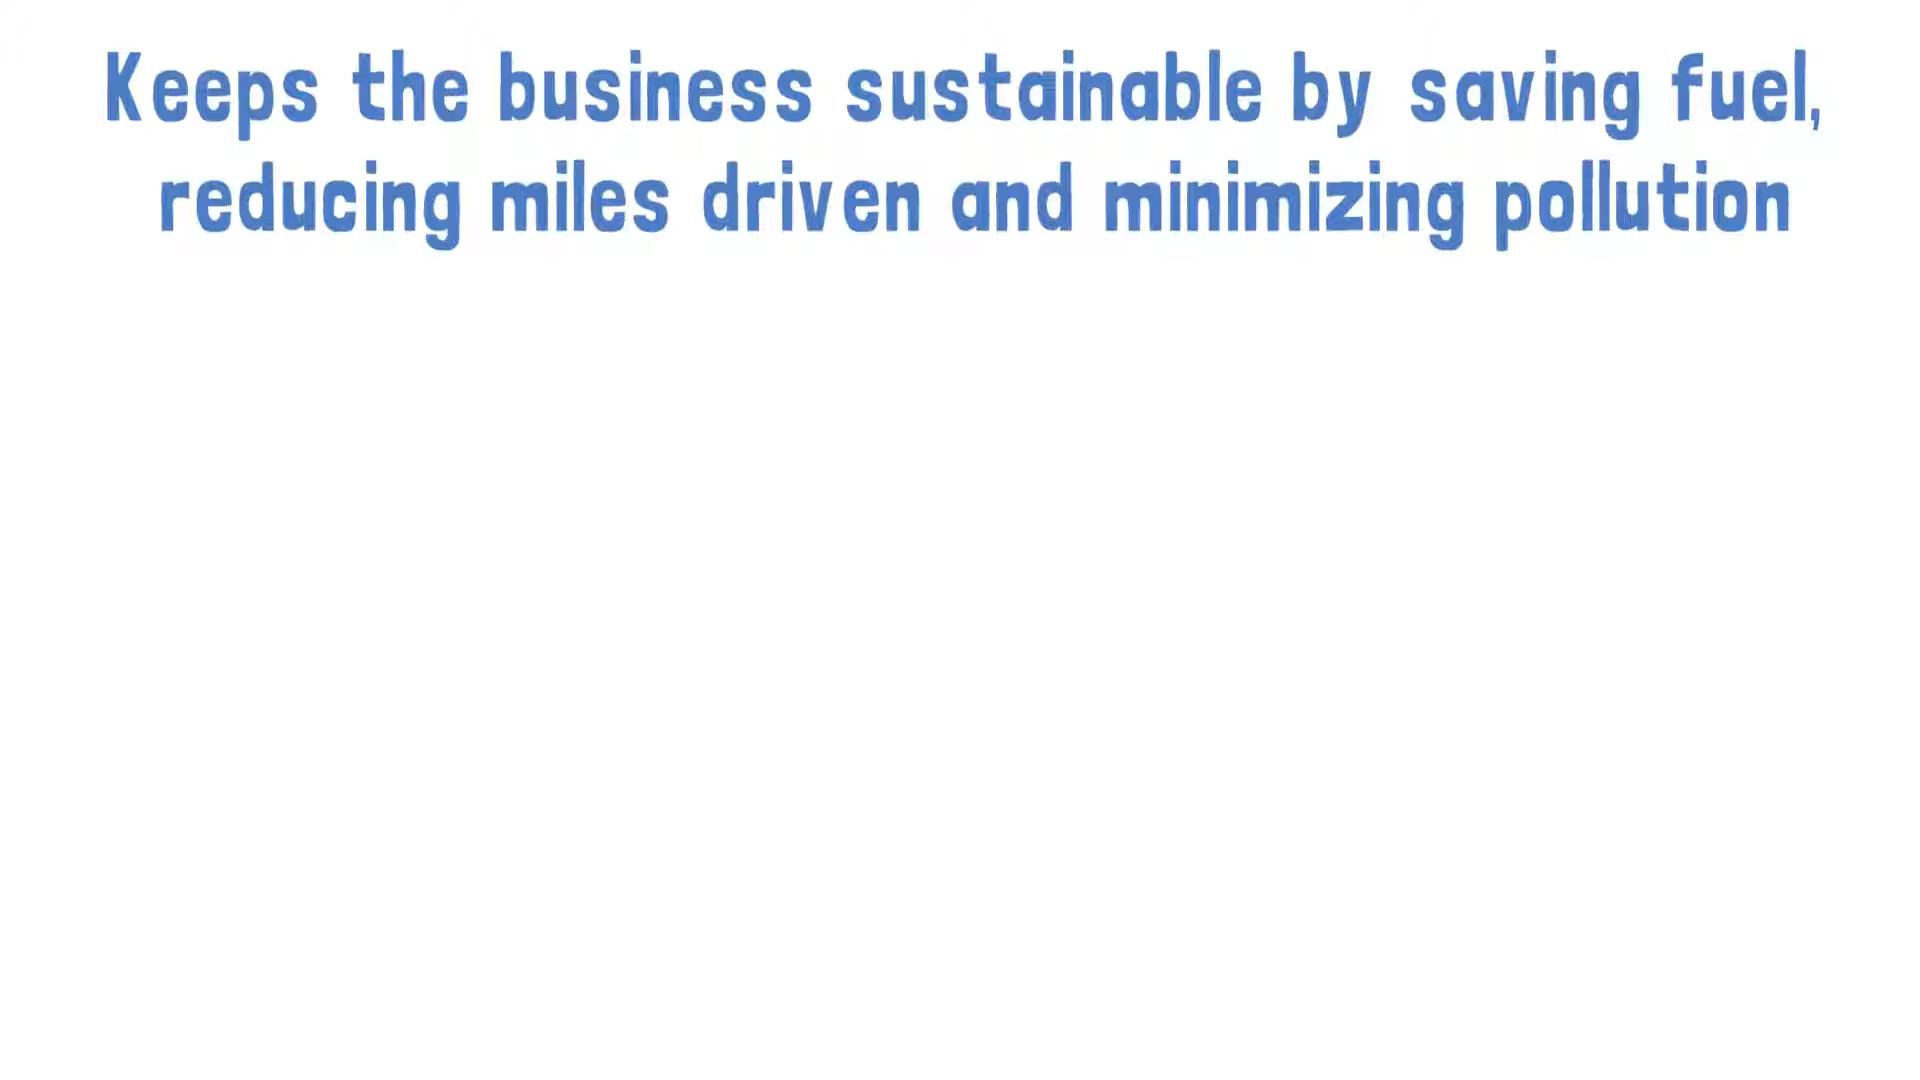 Keeps the business sustainable by saving fuel,
reducing miles driven and minimizing pollution